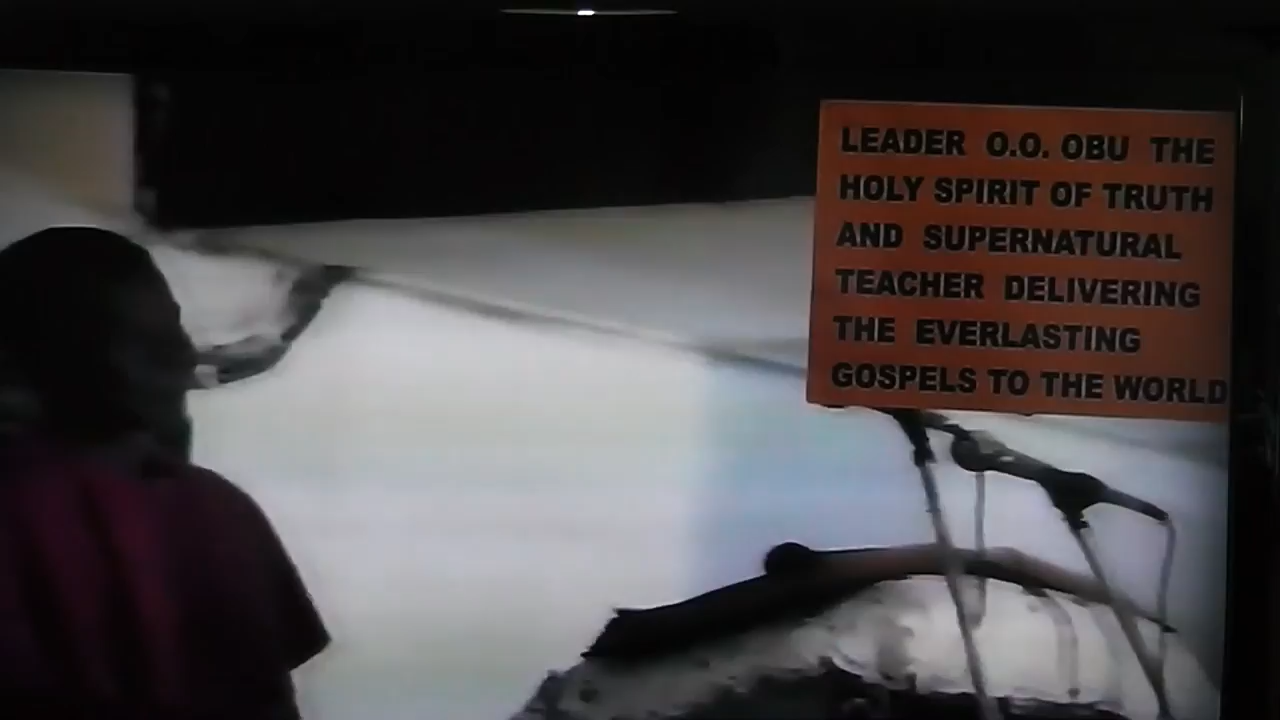 LEADER O.O. OBU THE
HOLY SPIRIT OF TRUTH
AND SUPERNATURAL
TEACHER DELIVERING
THE EVERLASTING
GOSPELS TO THE WORLD